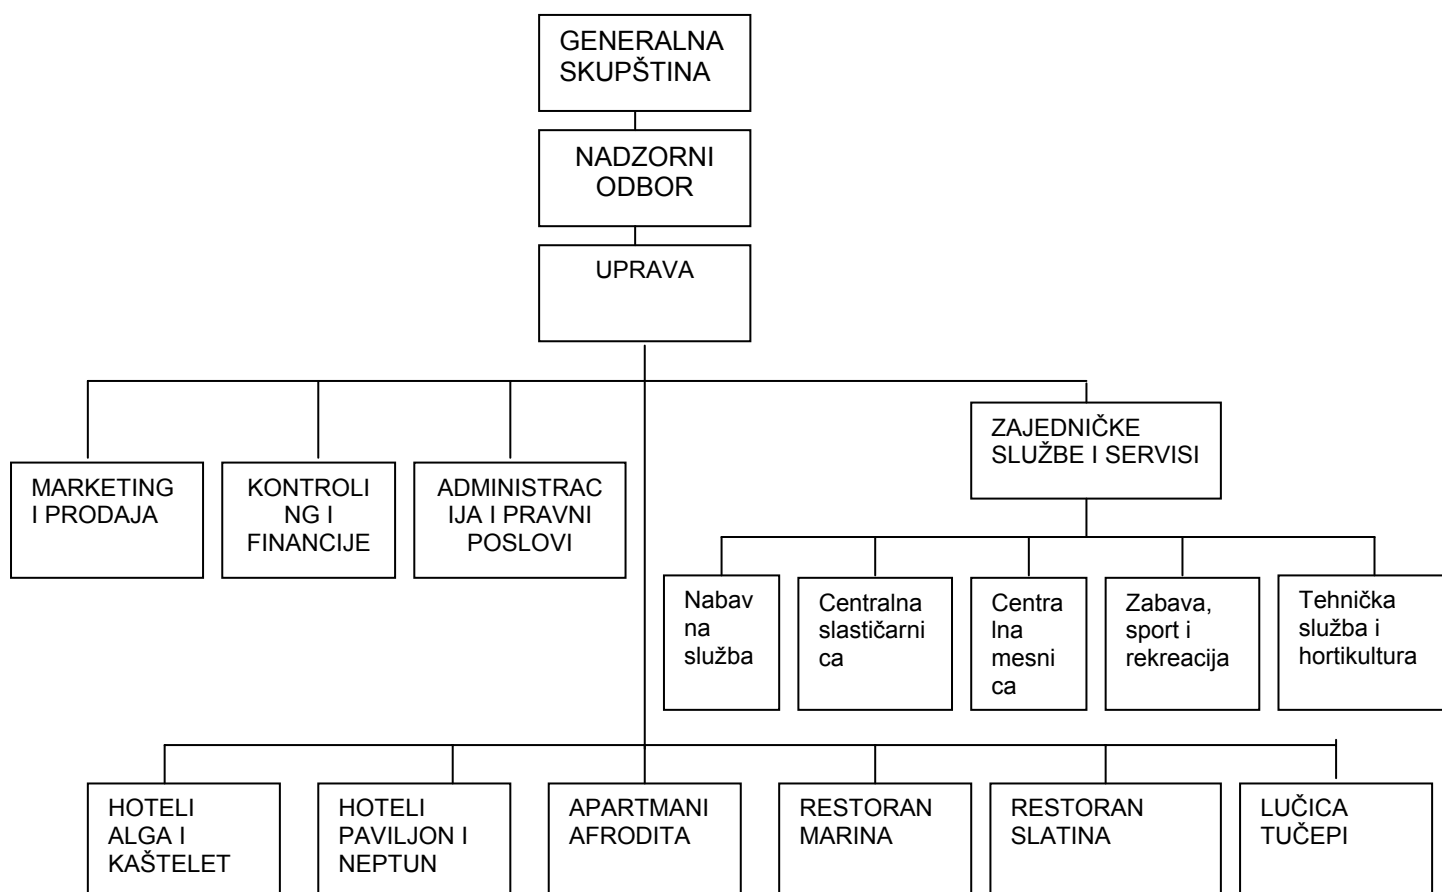 GENERALNA
SKUPŠTINA
NADZORNI
ODBOR
UPRAVA
ZAJEDNIČKE
SLUŽBE I SERVISI
MARKETING
I PRODAJA
KONTROLI
NG I
FINANCIJE
ADMINISTRAC
IJA I PRAVNI
POSLOVI
Nabav
na
služba
Centralna
slastičarni
ca
Centra
lna
mesni
ca
Zabava,
sport i
rekreacija
Tehnička
služba i
hortikultura
HOTELI
ALGA I
KAŠTELET
HOTELI
PAVILJON I
NEPTUN
APARTMANI
AFRODITA
RESTORAN
MARINA
RESTORAN
SLATINA
LUČICA
TUČEPI